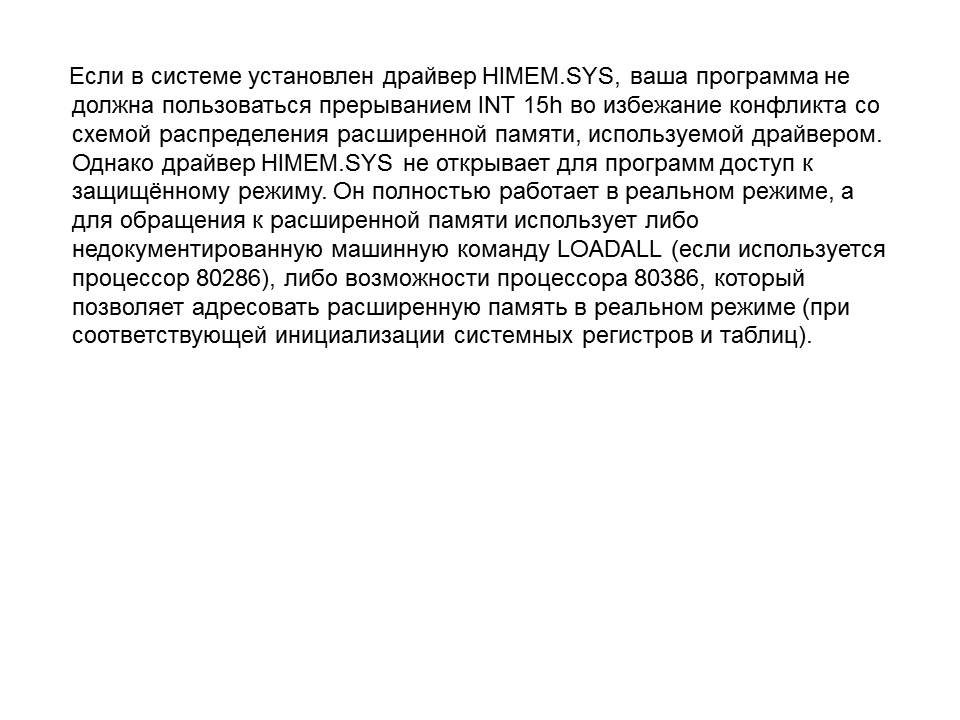 Если в системе установлен драйвер HIMEM.SYS, ваша программа не
должна пользоваться прерыванием INT 15h во избежание конфликта со
схемой распределения расширенной памяти, используемой драйвером.
Однако драйвер HIMEM.SYS не открывает для программ доступ к
защищённому режиму. Он полностью работает в реальном режиме, а
для обращения к расширенной памяти использует либо
недокументированную машинную команду LOADALL (если используется
процессор 80286), либо возможности процессора 80386, который
позволяет адресовать расширенную память в реальном режиме (при
соответствующей инициализации системных регистров и таблиц).